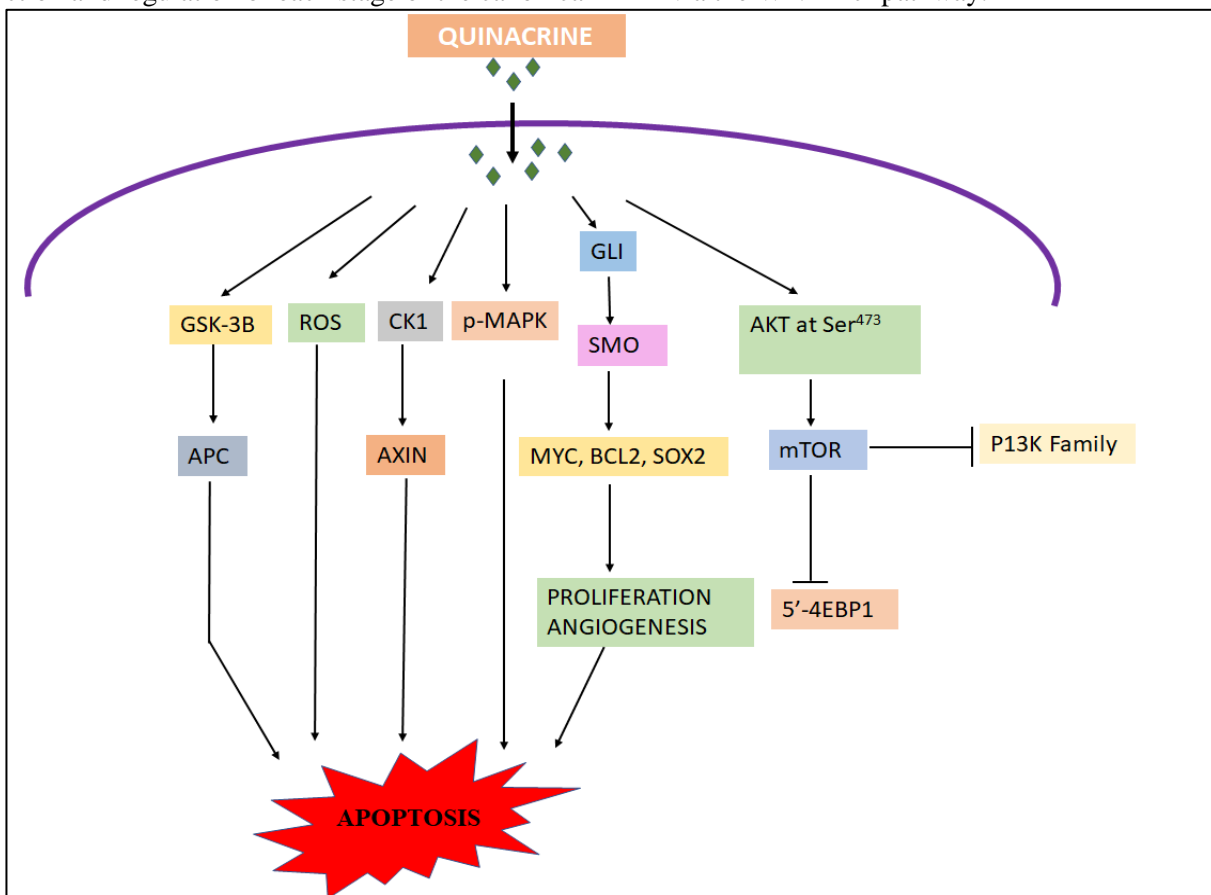 QUINACRINE
GLI
GSK-3B
ROS
CK1
p-MAPK
AKT at Ser473
SMO
APC
AXIN
MYC, BCL2, SOX2
mTOR
P13K Family
PROLIFERATION
ANGIOGENESIS
5’-4EBP1
APOPTOSIS